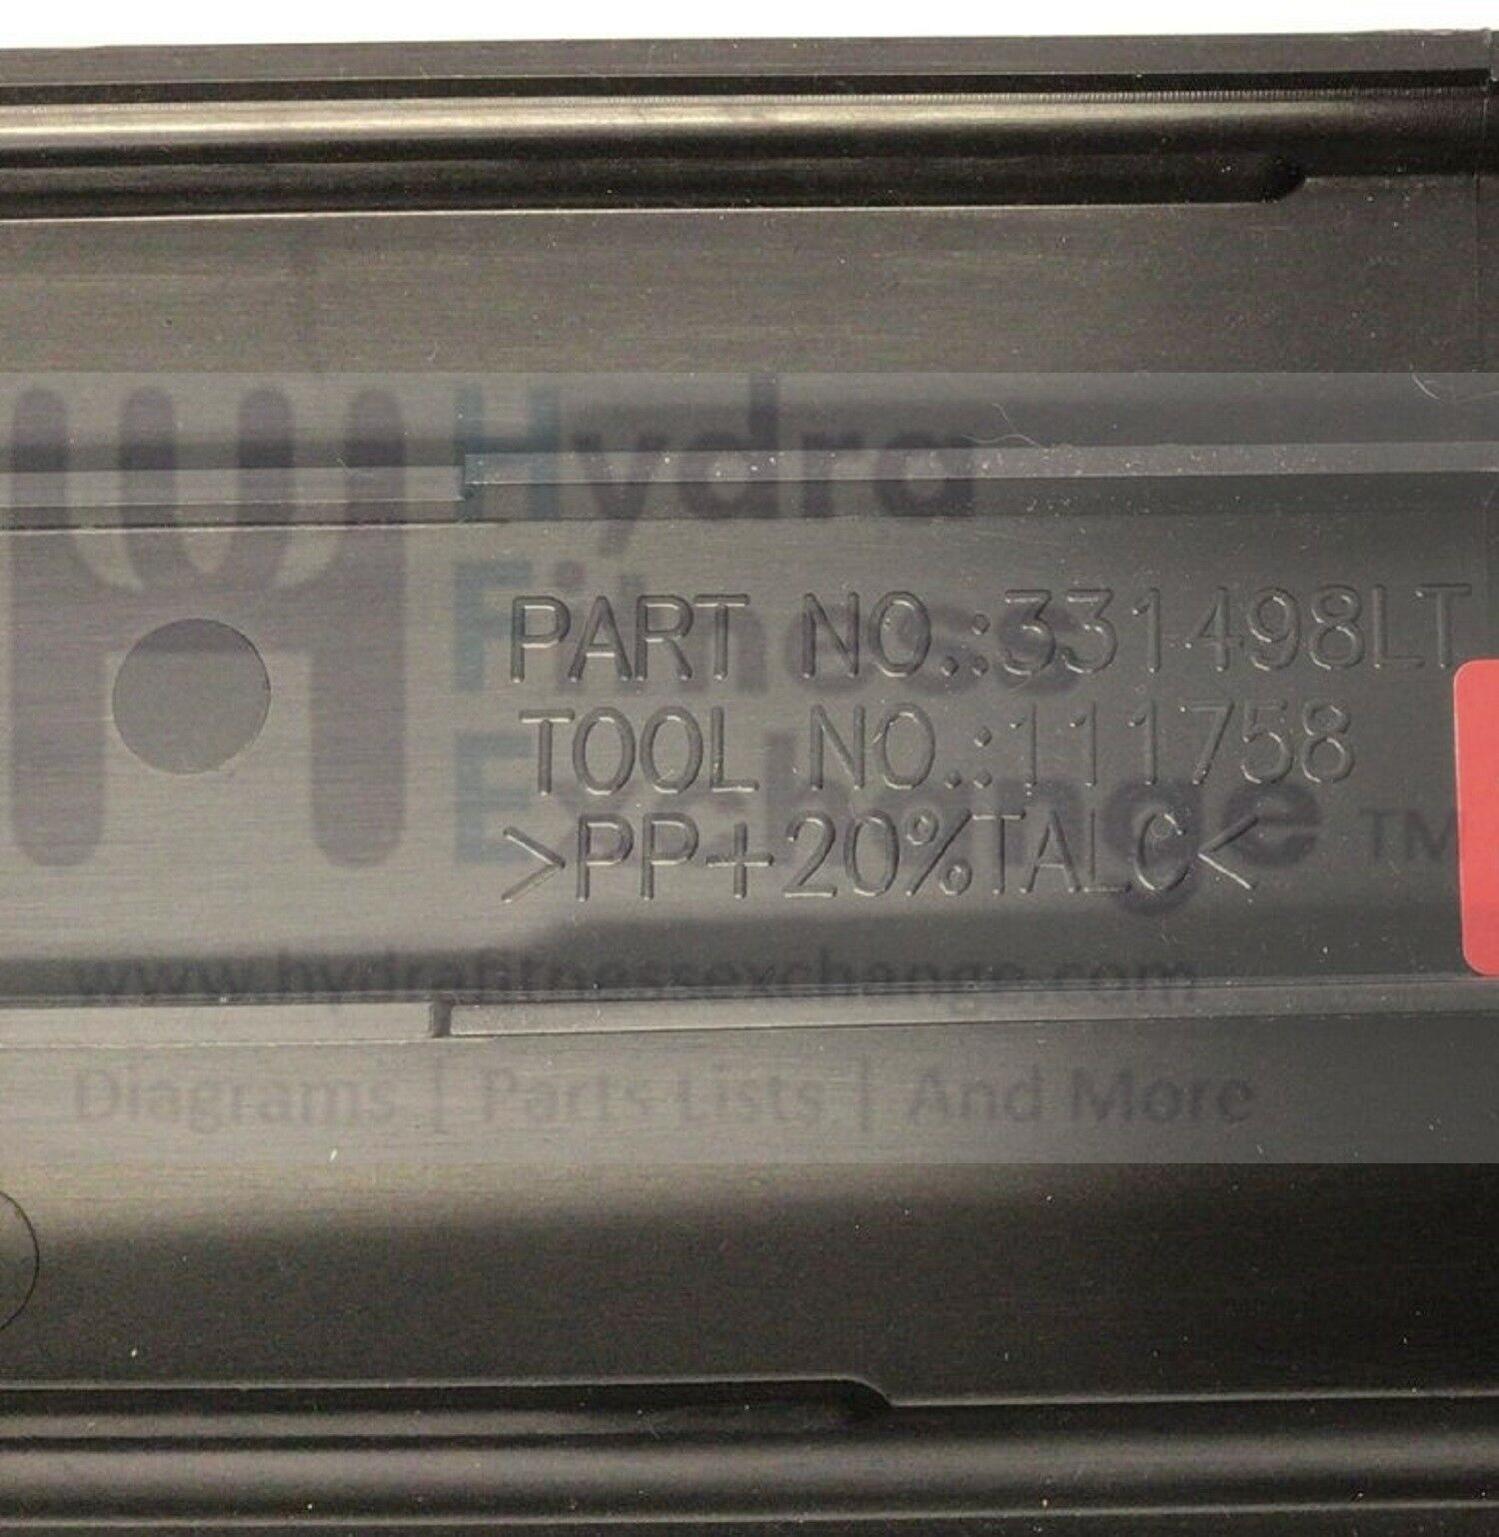 Hydra
Fitness
PART NO.:331498LT
TOOL NO.:111758
Exchange ™
>PP+20%TALC<
www.hydrafitnessexchange.com
Diagrams | Parts Lists | And More